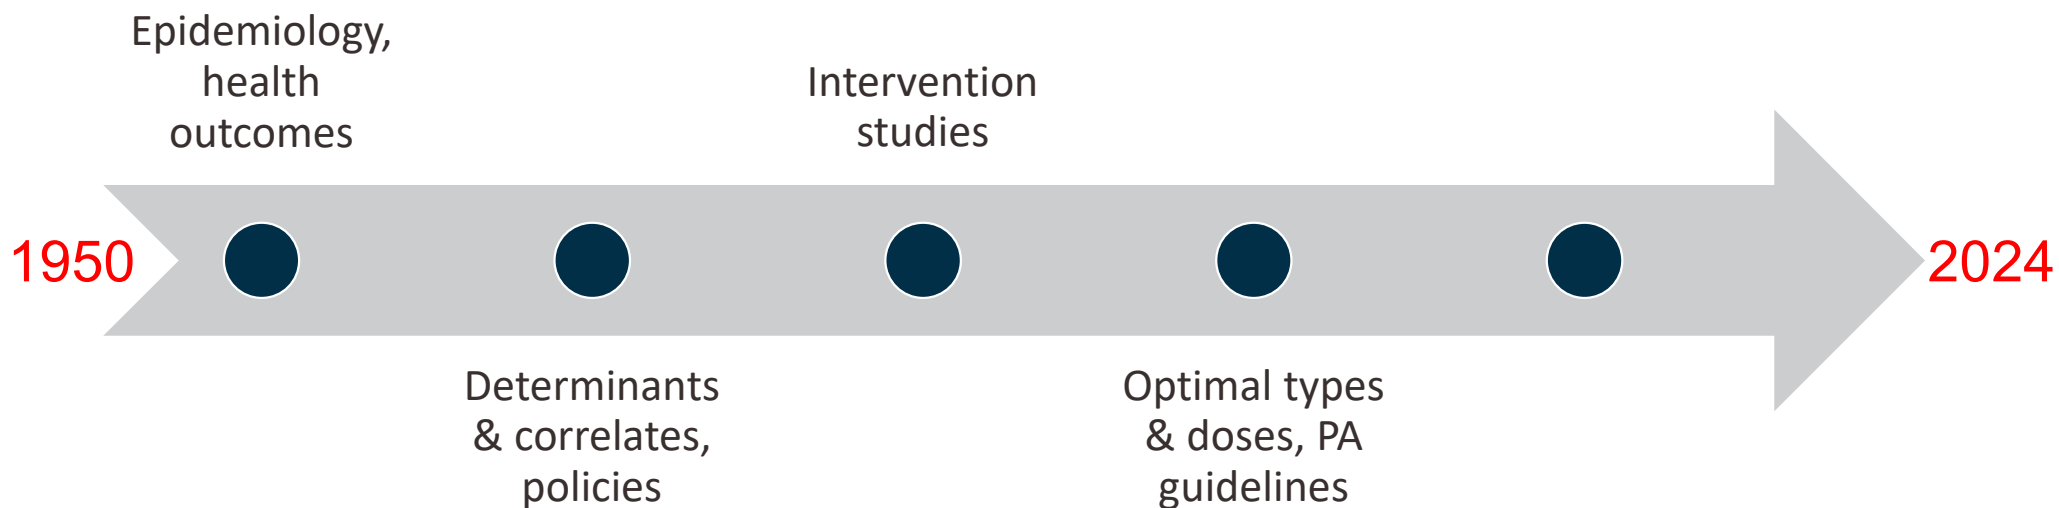 Epidemiology,
health
outcomes
Intervention
studies
1950
2024
Determinants
& correlates,
policies
Optimal types
& doses, PA
guidelines